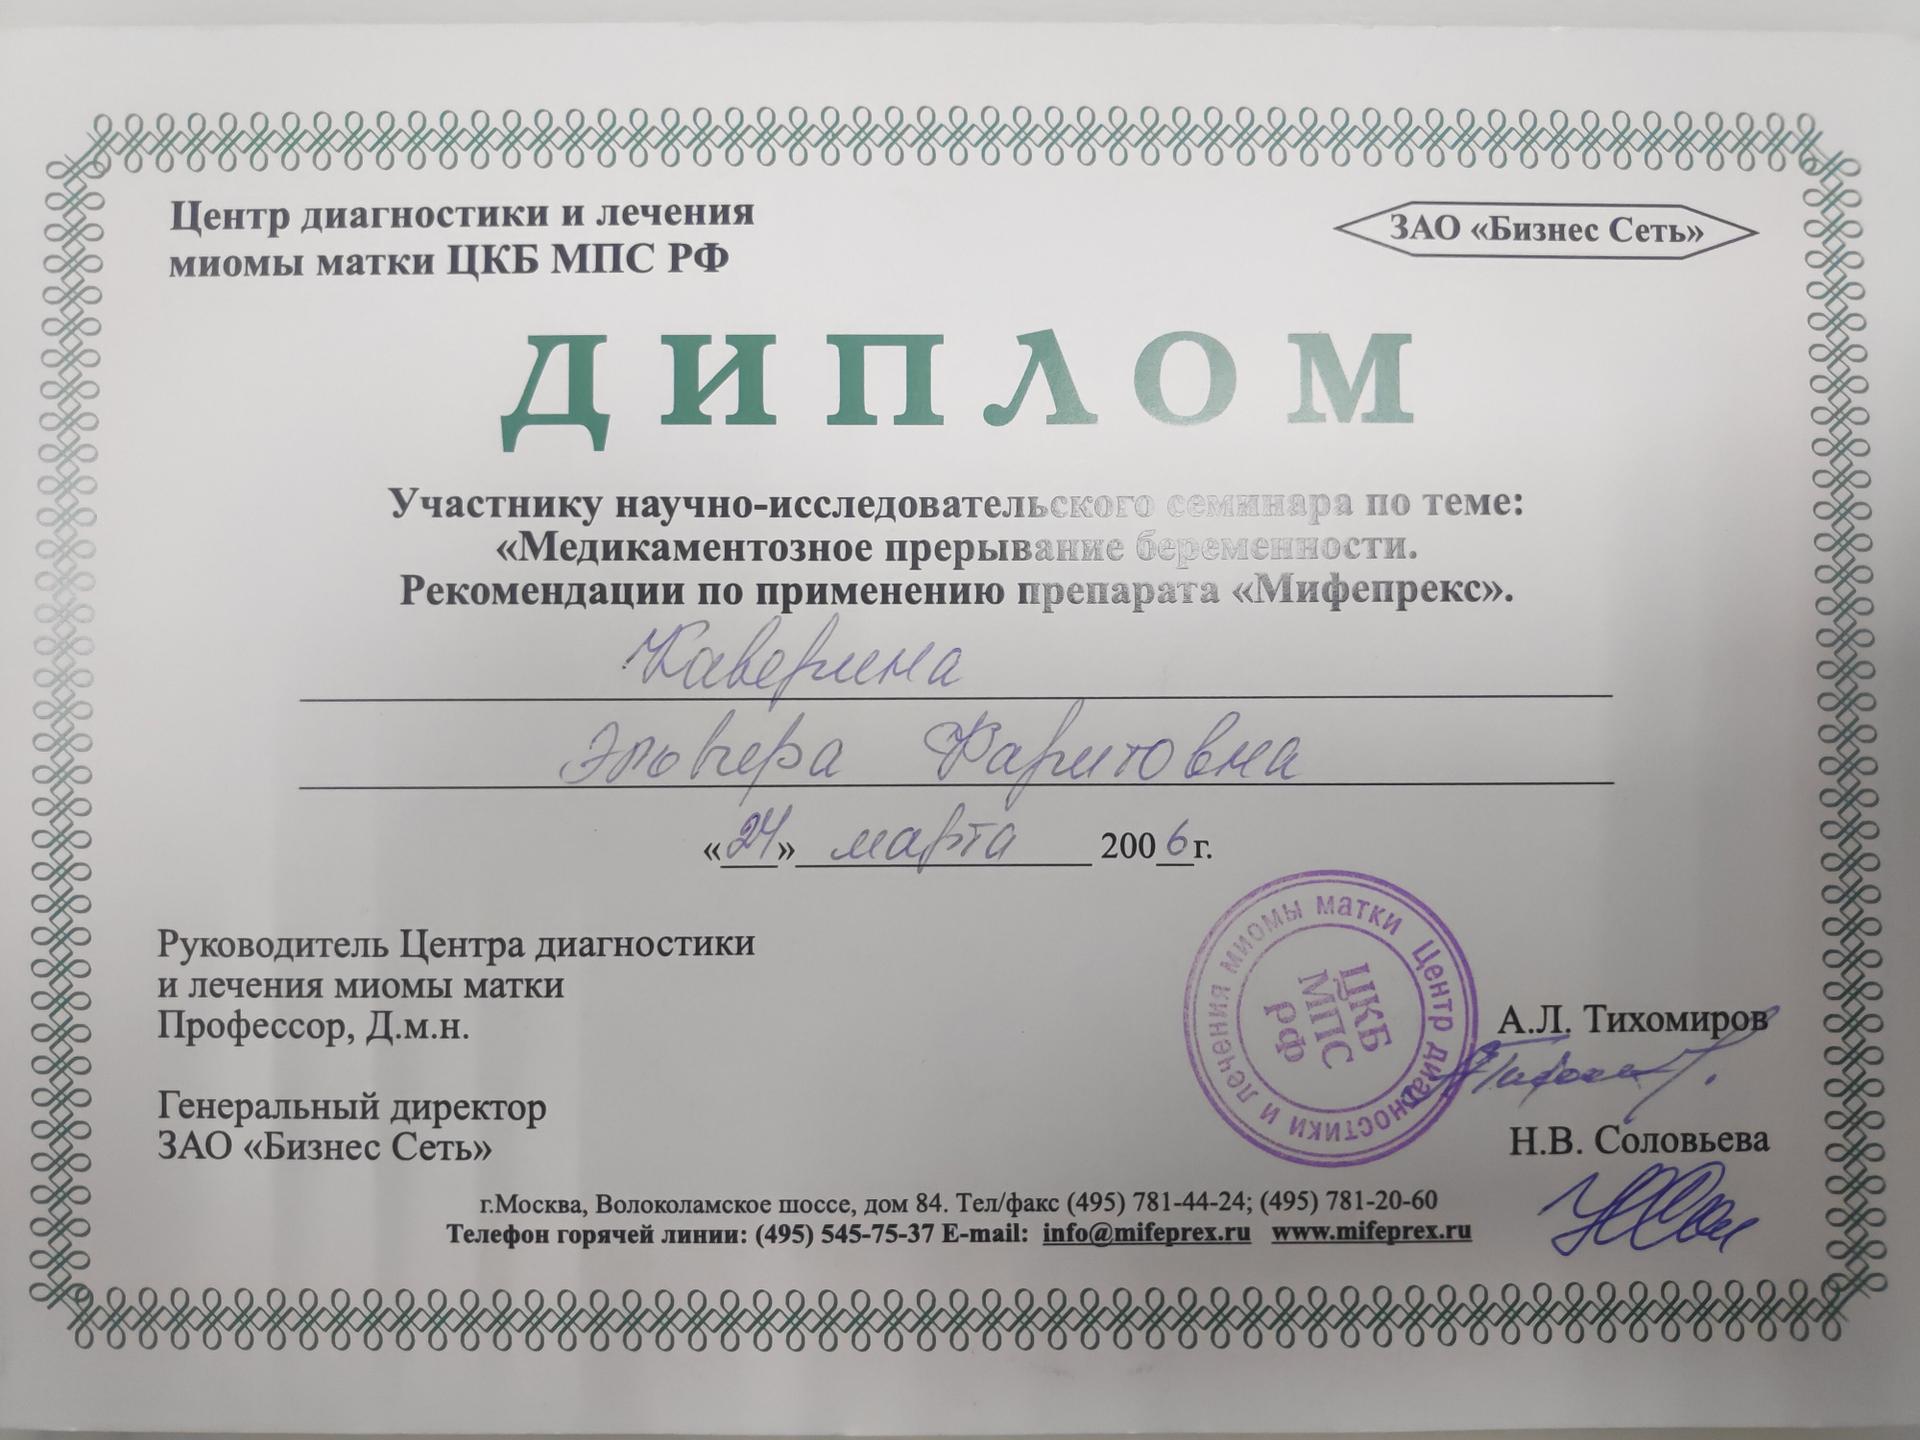 Центр диагностики и лечения
миомы матки ЦКБ МПС РФ
ЗАО «Бизнес Сеть»
ДИПЛОМ
Участнику научно-исследовательского семинара по теме:
«Медикаментозное прерывание беременности.
Рекомендации по применению препарата «Мифепрекс».
Каверина
Эльвера Фаритовна
«24» марта 2006г.
Руководитель Центра диагностики
и лечения миомы матки
Профессор, Д.м.н.
А.Л. Тихомиров
Генеральный директор
ЗАО «Бизнес Сеть»
Н.В. Соловьева
Центр диагностики и лечения миомы матки
ЦКБ
МПС
РФ
г.Москва, Волоколамское шоссе, дом 84. Тел/факс (495) 781-44-24; (495) 781-20-60
Телефон горячей линии: (495) 545-75-37 E-mail: info@mifeprex.ru www.mifeprex.ru